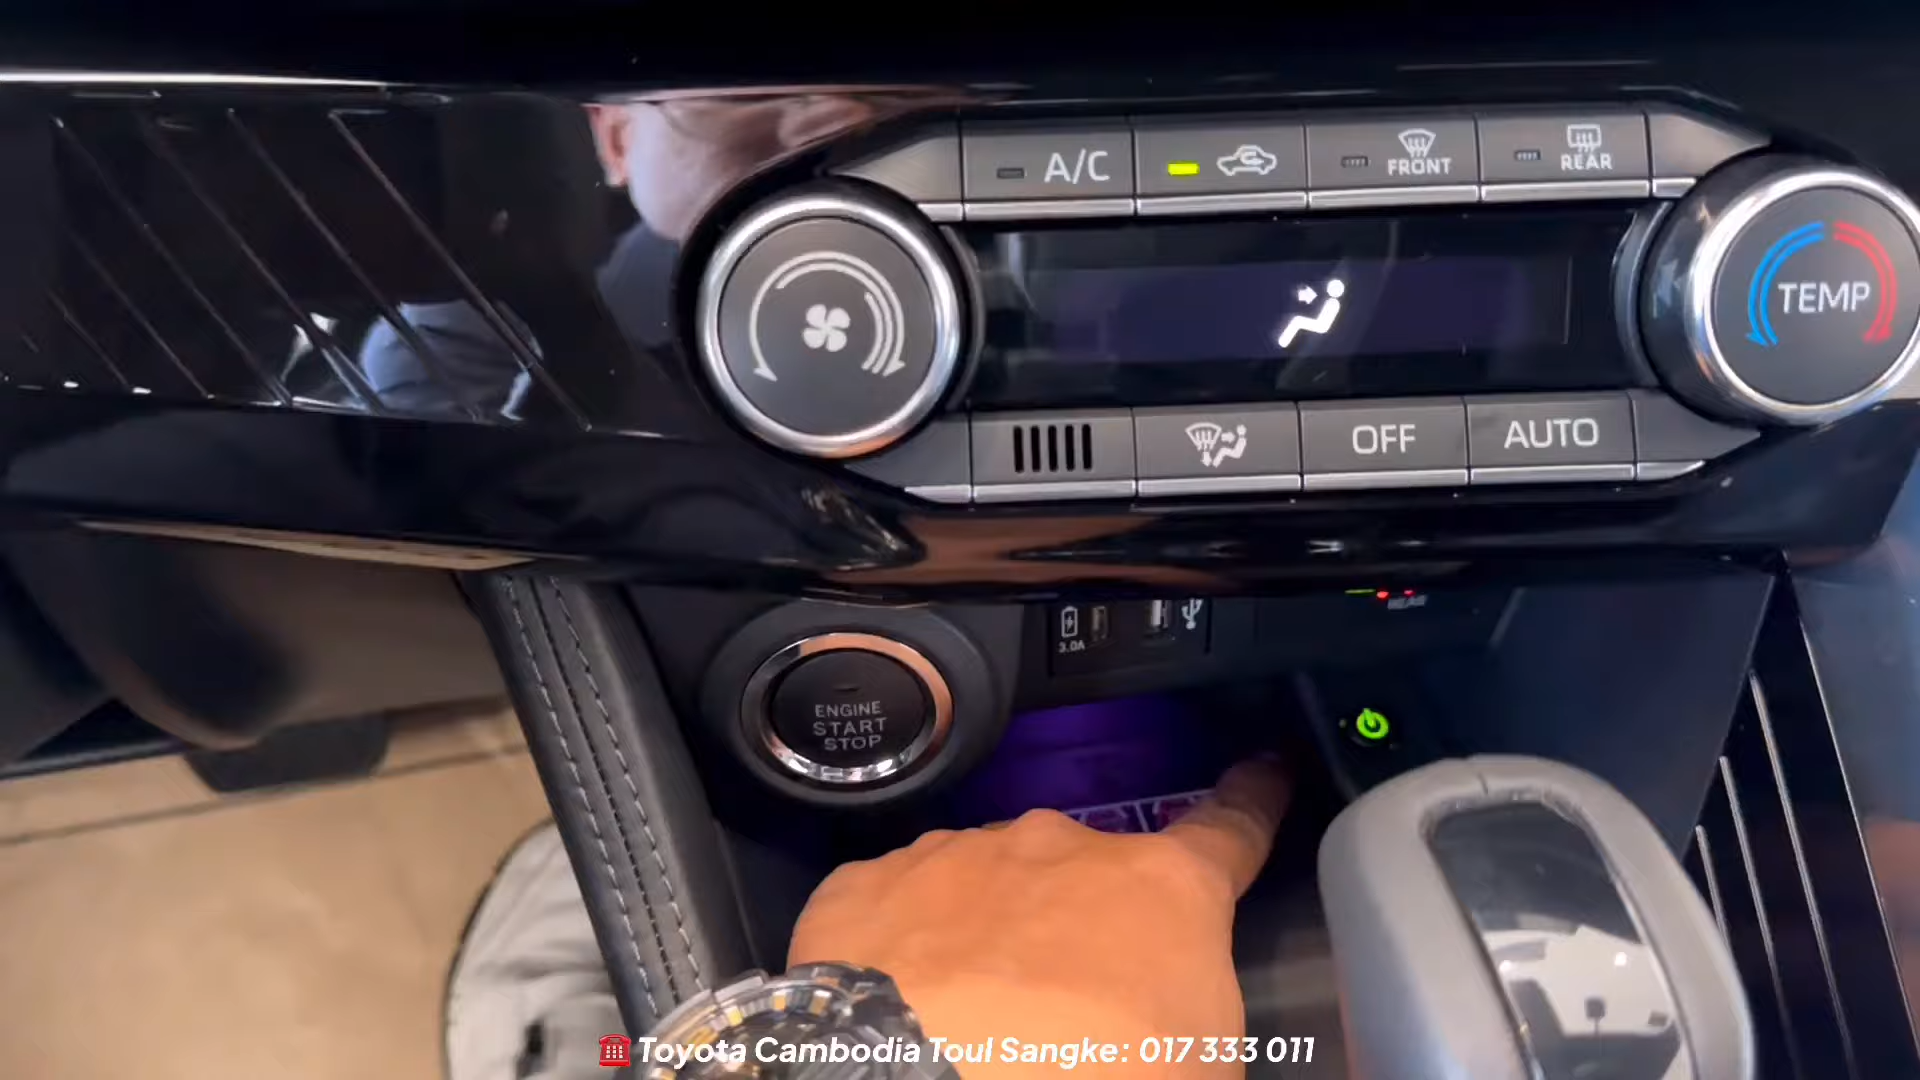 A/C
FRONT
REAR
TEMP
OFF
AUTO
3.0A
ENGINE
START
STOP
Toyota Cambodia Toul Sangke: 017 333 011